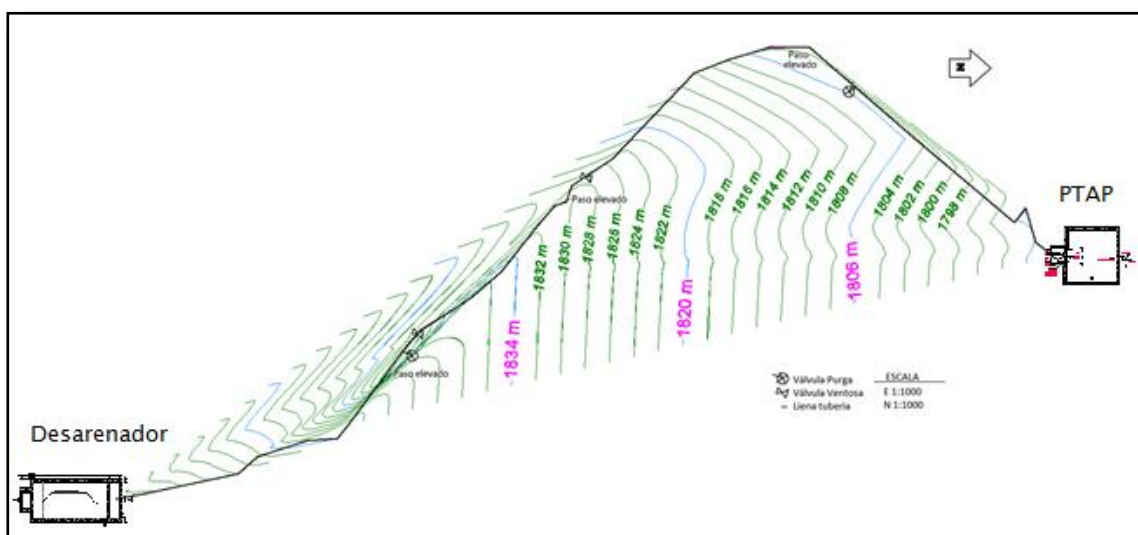 Paso
elevado
N
PTAP
Paso elevado
1832 m
1830 m
1828 m
1826 m
1824 m
1822 m
1818 m
1816 m
1814 m
1812 m
1810 m
1808 m
1804 m
1802 m
1800 m
1798 m
1834 m
1820 m
1806 m
Paso elevado
Válvula Purga
ESCALA
Válvula Ventosa
E 1:1000
Liena tuberia
N 1:1000
Desarenador